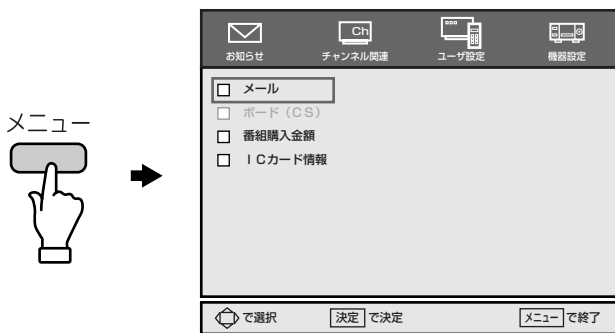 メニュー
Ch
お知らせ チャンネル関連 ユーザ設定 機器設定
メール
ボード（CS）
番組購入金額
ICカード情報
で選択 決定 で決定 メニュー で終了